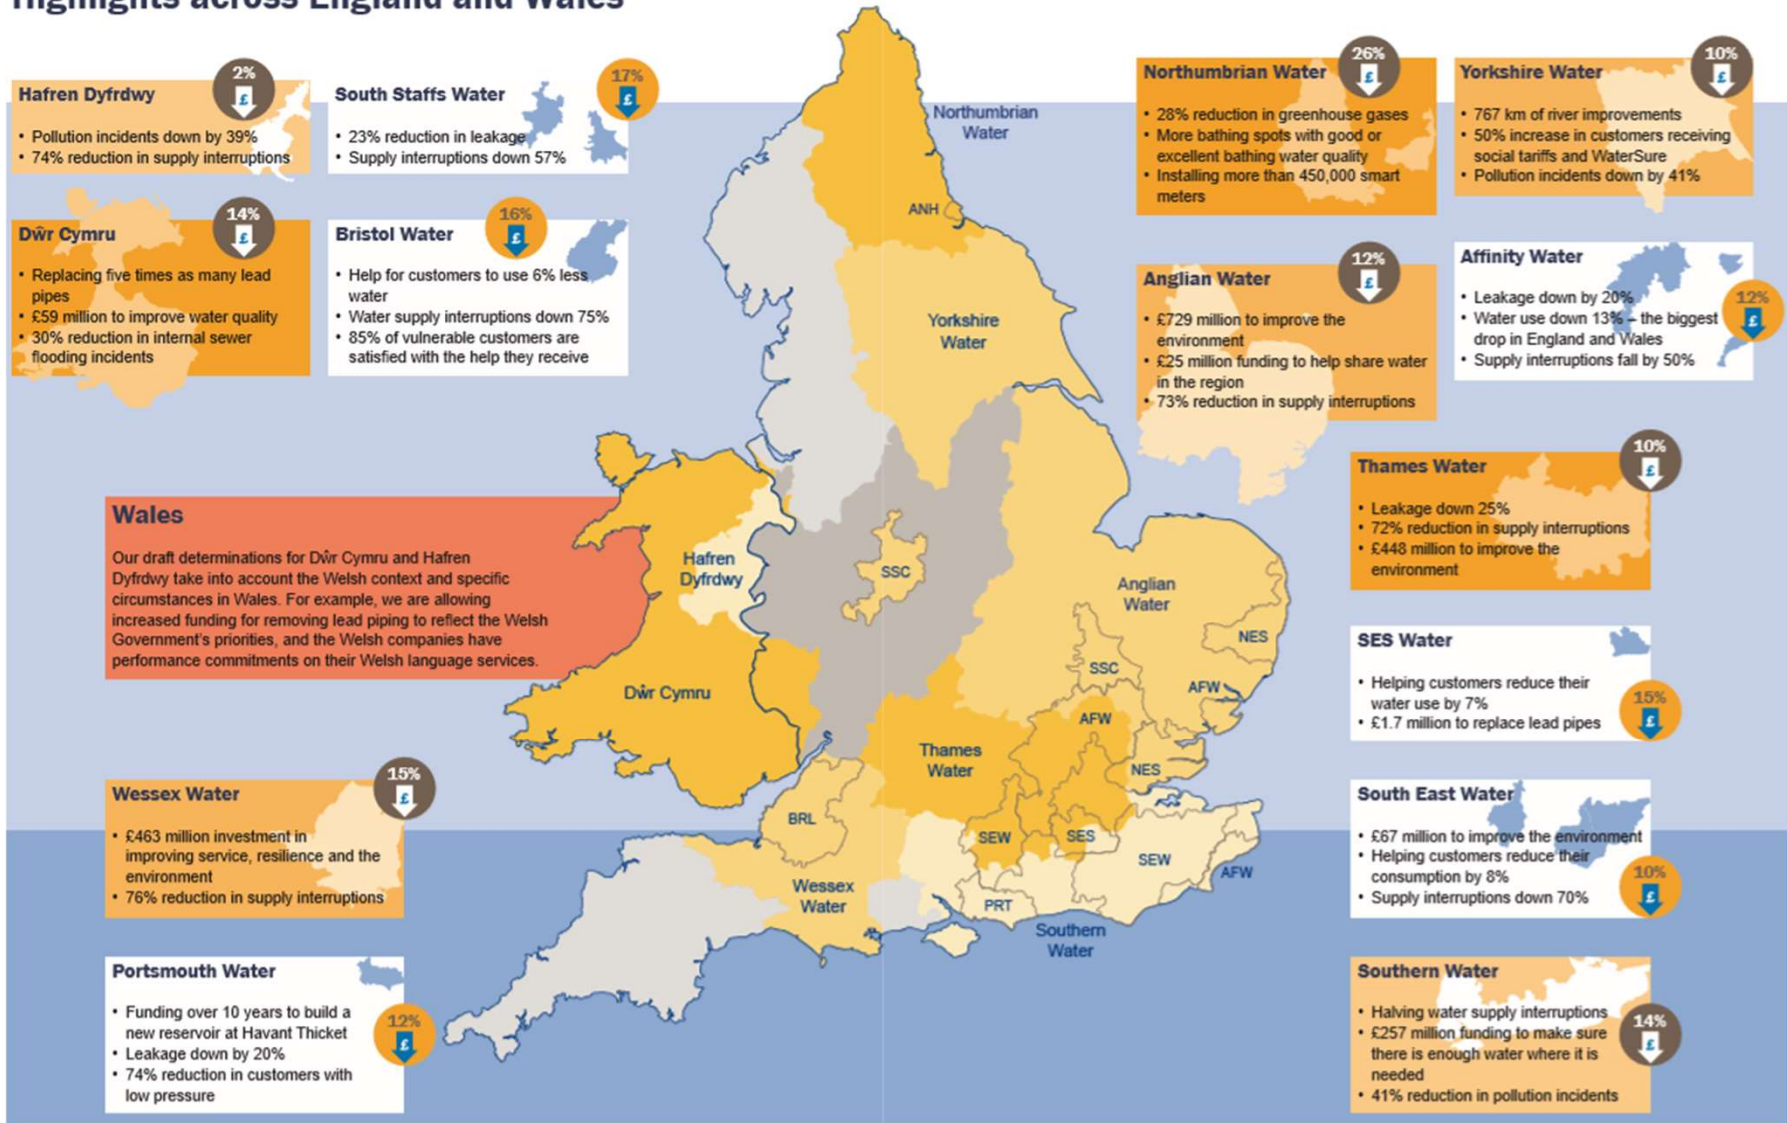 Highlights across England and Wales
Hafren Dyfrdwy
2%
£
• Pollution incidents down by 39%
• 74% reduction in supply interruptions
South Staffs Water
17%
£
• 23% reduction in leakage
• Supply interruptions down 57%
Dŵr Cymru
14%
£
• Replacing five times as many lead
pipes
• £59 million to improve water quality
• 30% reduction in internal sewer
flooding incidents
Bristol Water
16%
£
• Help for customers to use 6% less
water
• Water supply interruptions down 75%
• 85% of vulnerable customers are
satisfied with the help they receive
Northumbrian Water
26%
£
• 28% reduction in greenhouse gases
• More bathing spots with good or
excellent bathing water quality
• Installing more than 450,000 smart
meters
Yorkshire Water
10%
£
• 767 km of river improvements
• 50% increase in customers receiving
social tariffs and WaterSure
• Pollution incidents down by 41%
Anglian Water
12%
£
• £729 million to improve the
environment
• £25 million funding to help share water
in the region
• 73% reduction in supply interruptions
Affinity Water
12%
£
• Leakage down by 20%
• Water use down 13% – the biggest
drop in England and Wales
• Supply interruptions fall by 50%
Wales
Our draft determinations for Dŵr Cymru and Hafren
Dyfrdwy take into account the Welsh context and specific
circumstances in Wales. For example, we are allowing
increased funding for removing lead piping to reflect the Welsh
Government's priorities, and the Welsh companies have
performance commitments on their Welsh language services.
Thames Water
10%
£
• Leakage down 25%
• 72% reduction in supply interruptions
• £448 million to improve the
environment
SES Water
15%
£
• Helping customers reduce their
water use by 7%
• £1.7 million to replace lead pipes
Wessex Water
15%
£
• £463 million investment in
improving service, resilience and the
environment
• 76% reduction in supply interruptions
South East Water
10%
£
• £67 million to improve the environment
• Helping customers reduce their
consumption by 8%
• Supply interruptions down 70%
Portsmouth Water
12%
£
• Funding over 10 years to build a
new reservoir at Havant Thicket
• Leakage down by 20%
• 74% reduction in customers with
low pressure
Southern Water
14%
£
• Halving water supply interruptions
• £257 million funding to make sure
there is enough water where it is
needed
• 41% reduction in pollution incidents
Northumbrian
Water
ANH
Yorkshire
Water
Hafren
Dyfrdwy
SSC
Anglian
Water
NES
SSC
AFW
Dŵr Cymru
AFW
Thames
Water
NES
BRL
SEW
SES
SEW
AFW
Wessex
Water
PRT
Southern
Water